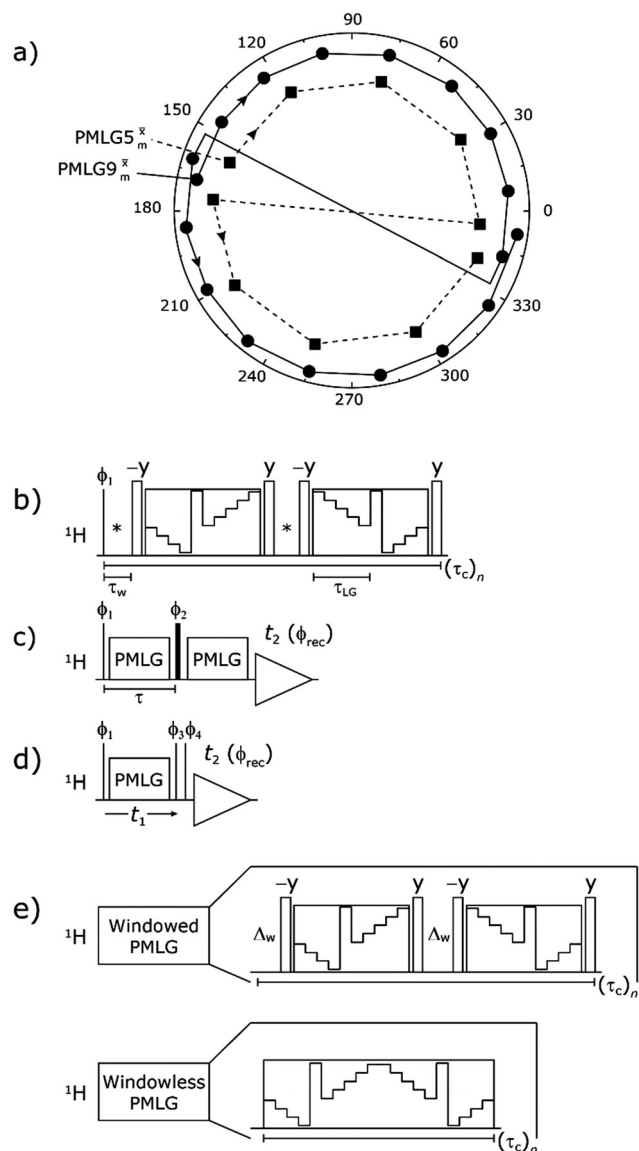 a)
90
120
60
150
30
PMLG5 x̄ m
PMLG9 x̄ m
180
0
210
330
240
300
270
b)
ϕ1 –y y –y y
¹H * *
(τc)n
τw τLG
c)
ϕ1 ϕ2
t2 (ϕrec)
¹H PMLG PMLG
τ
d)
ϕ1 ϕ3 ϕ4
t2 (ϕrec)
¹H PMLG
t1
e)
–y y –y y
¹H Windowed PMLG Δw Δw
(τc)n
¹H Windowless PMLG
(τc)n